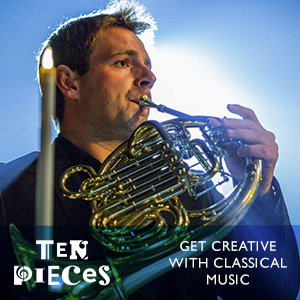 TEN
PIECES
GET CREATIVE
WITH CLASSICAL
MUSIC